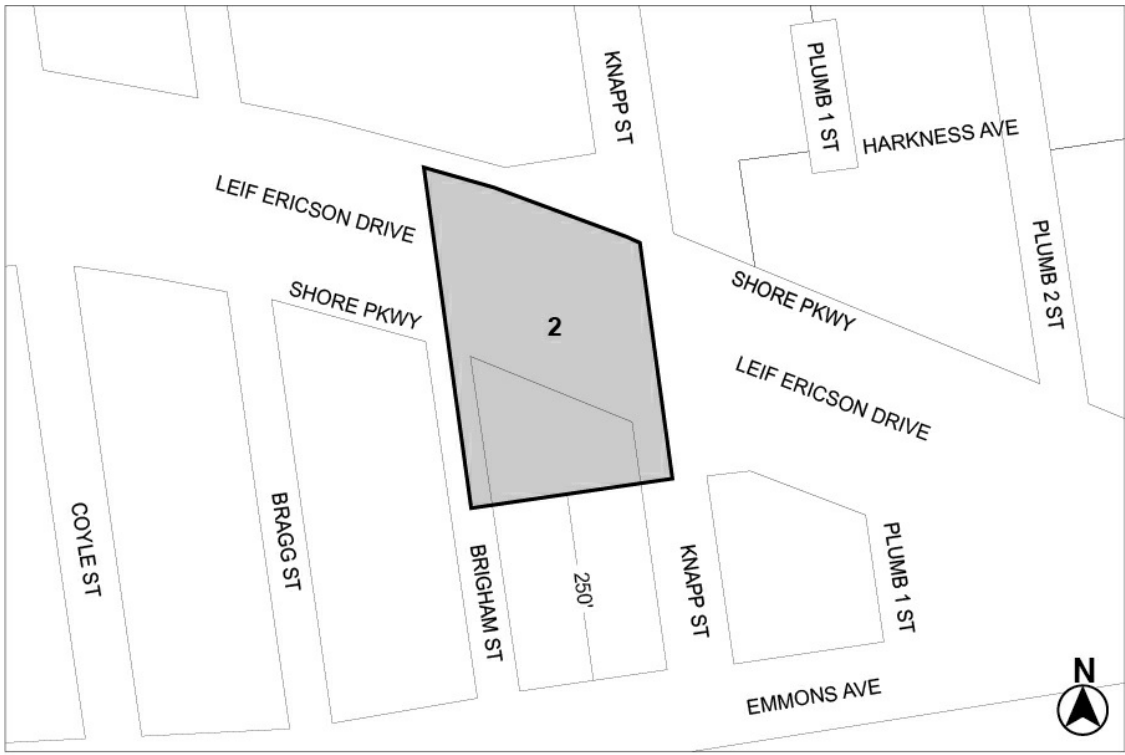 KNAPP ST
PLUMB 1 ST
HARKNESS AVE
LEIF ERICSON DRIVE
PLUMB 2 ST
SHORE PKWY
SHORE PKWY
2
LEIF ERICSON DRIVE
COYLE ST
BRAGG ST
BRIGHAM ST
250'
KNAPP ST
PLUMB 1 ST
EMMONS AVE
N